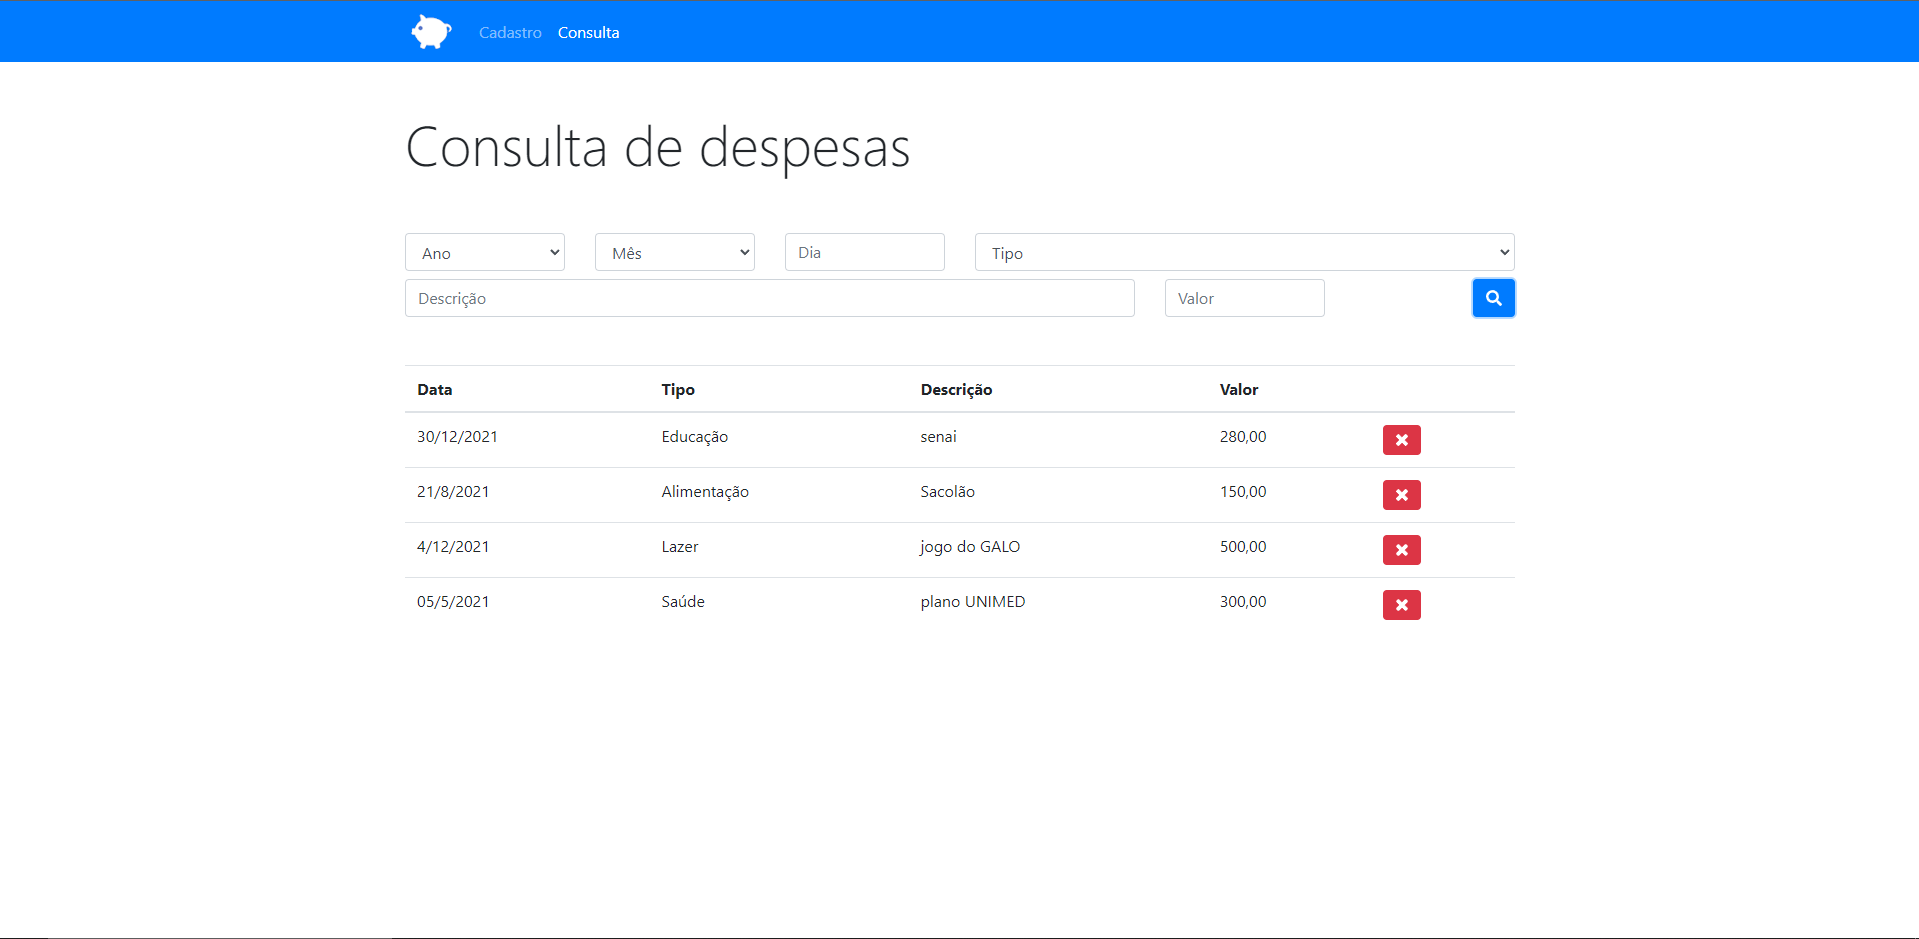 Cadastro Consulta
Consulta de despesas
Ano Mês Dia Tipo
Descrição Valor
Data Tipo Descrição Valor
30/12/2021 Educação senai 280,00
21/8/2021 Alimentação Sacolão 150,00
4/12/2021 Lazer jogo do GALO 500,00
05/5/2021 Saúde plano UNIMED 300,00